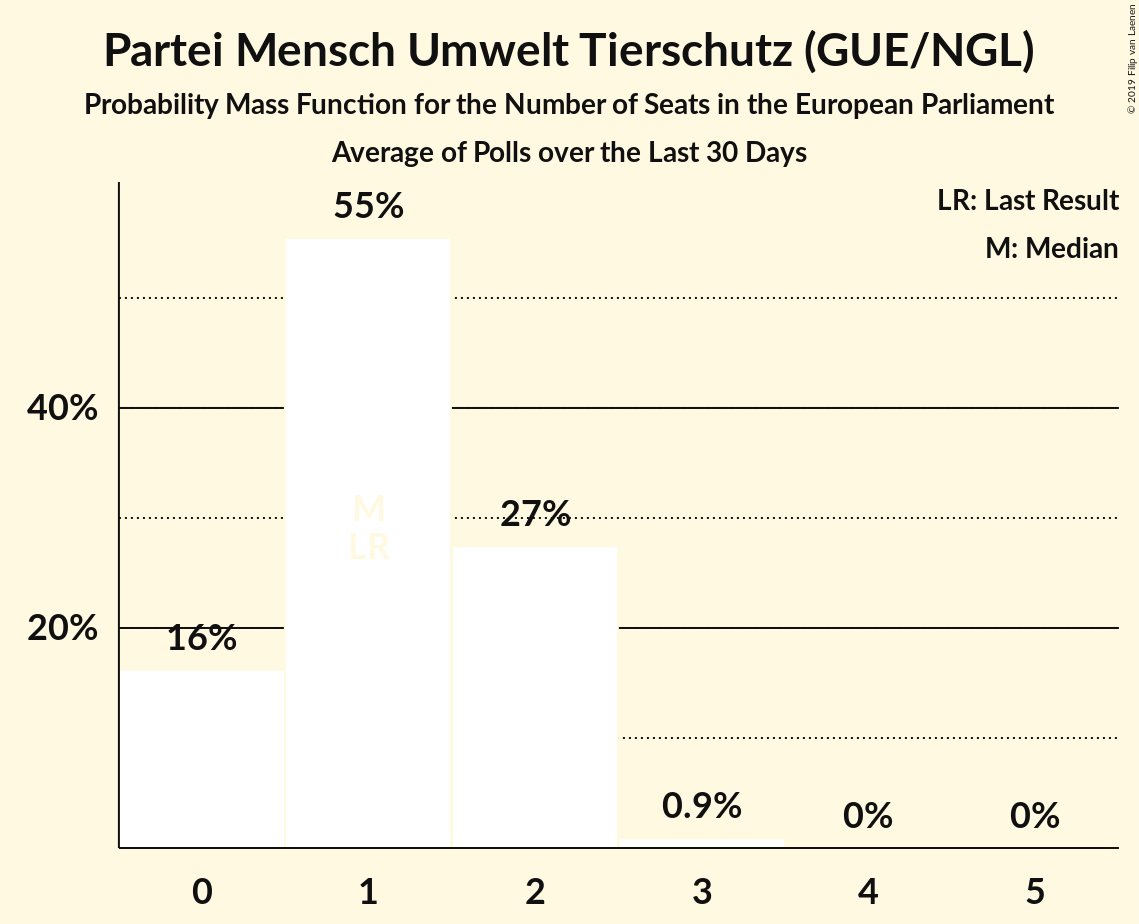 Partei Mensch Umwelt Tierschutz (GUE/NGL)
Probability Mass Function for the Number of Seats in the European Parliament
Average of Polls over the Last 30 Days
© 2019 Filip van Laenen
LR: Last Result
M: Median
55%
40%
M
LR
27%
20%
16%
0.9%
0%
0%
0
1
2
3
4
5